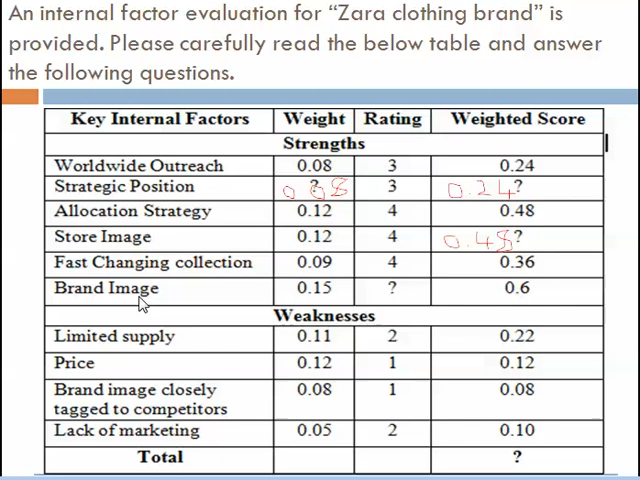 An internal factor evaluation for “Zara clothing brand” is
provided. Please carefully read the below table and answer
the following questions.
Key Internal Factors Weight Rating Weighted Score
Strengths
Worldwide Outreach 0.08 3 0.24
Strategic Position ? 0.08 3 0.24 ?
Allocation Strategy 0.12 4 0.48
Store Image 0.12 4 0.48 ?
Fast Changing collection 0.09 4 0.36
Brand Image 0.15 ? 0.6
Weaknesses
Limited supply 0.11 2 0.22
Price 0.12 1 0.12
Brand image closely
tagged to competitors 0.08 1 0.08
Lack of marketing 0.05 2 0.10
Total ?